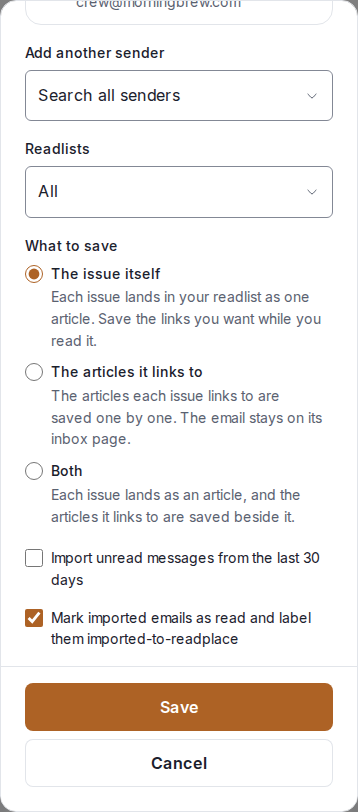 crew@morningbrew.com
Add another sender
Search all senders
Readlists
All
What to save
The issue itself
Each issue lands in your readlist as one
article. Save the links you want while you
read it.
The articles it links to
The articles each issue links to are
saved one by one. The email stays on its
inbox page.
Both
Each issue lands as an article, and the
articles it links to are saved beside it.
Import unread messages from the last 30
days
Mark imported emails as read and label
them imported-to-readplace
Save
Cancel